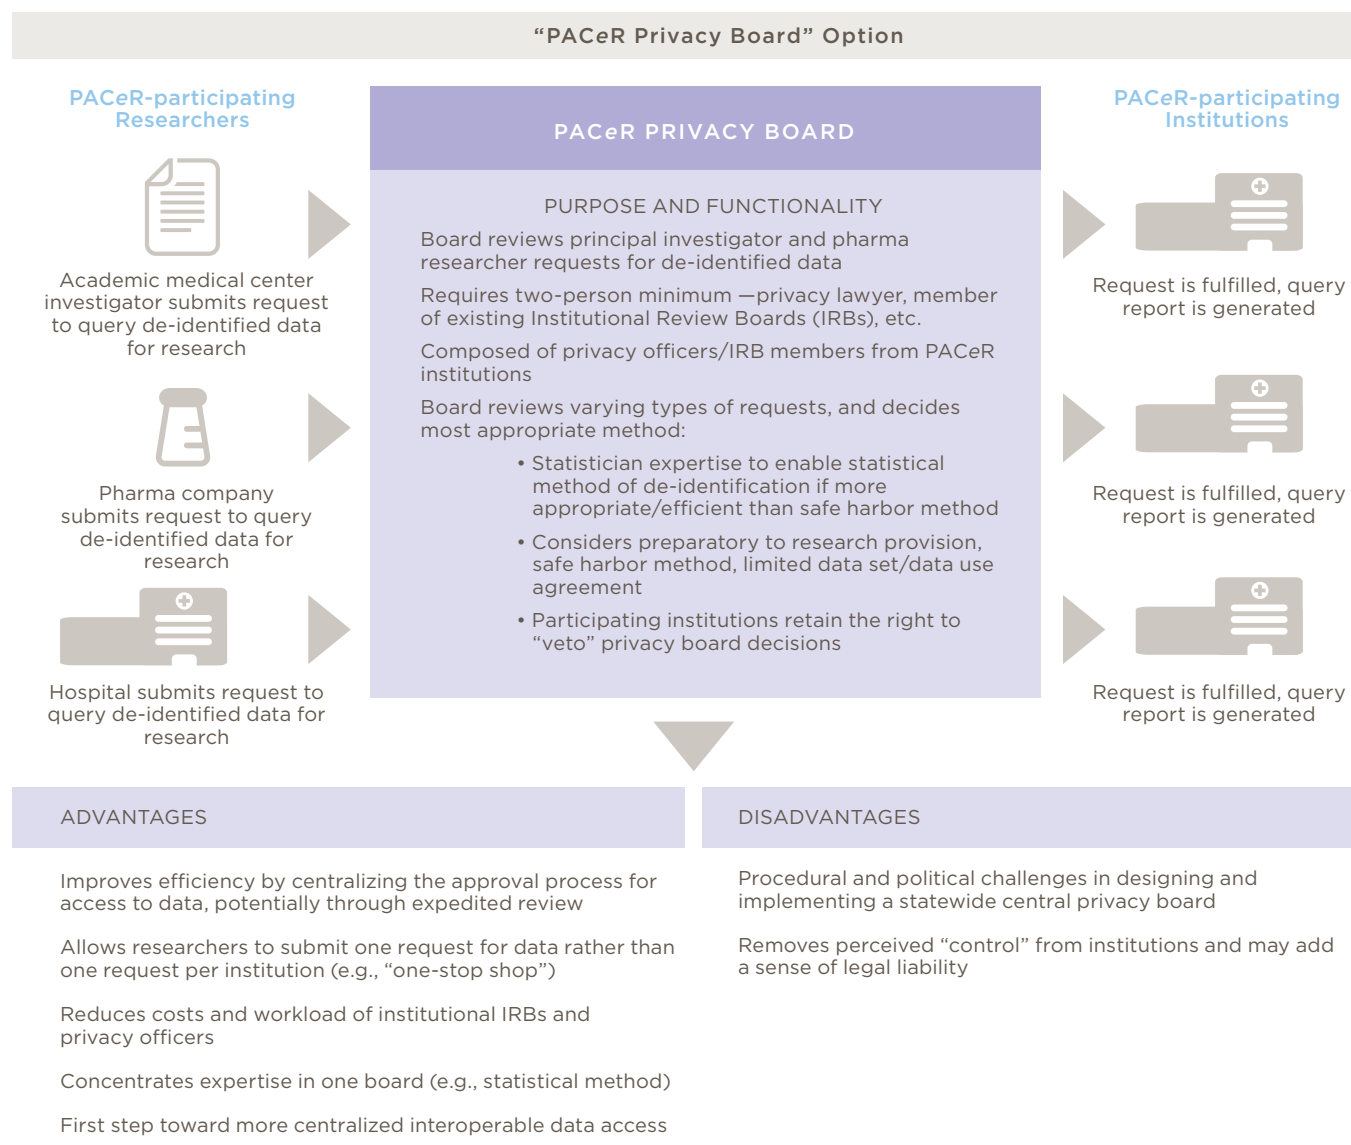 “PACeR Privacy Board” Option
PACeR-participating
Researchers
Academic medical center
investigator submits request
to query de-identified data
for research
Pharma company
submits request to query
de-identified data for
research
Hospital submits request to
query de-identified data for
research
PACeR PRIVACY BOARD
PURPOSE AND FUNCTIONALITY
Board reviews principal investigator and pharma
researcher requests for de-identified data
Requires two-person minimum —privacy lawyer, member
of existing Institutional Review Boards (IRBs), etc.
Composed of privacy officers/IRB members from PACeR
institutions
Board reviews varying types of requests, and decides
most appropriate method:
• Statistician expertise to enable statistical
method of de-identification if more
appropriate/efficient than safe harbor method
• Considers preparatory to research provision,
safe harbor method, limited data set/data use
agreement
• Participating institutions retain the right to
“veto” privacy board decisions
PACeR-participating
Institutions
Request is fulfilled, query
report is generated
Request is fulfilled, query
report is generated
Request is fulfilled, query
report is generated
ADVANTAGES
Improves efficiency by centralizing the approval process for
access to data, potentially through expedited review
Allows researchers to submit one request for data rather than
one request per institution (e.g., “one-stop shop”)
Reduces costs and workload of institutional IRBs and
privacy officers
Concentrates expertise in one board (e.g., statistical method)
First step toward more centralized interoperable data access
DISADVANTAGES
Procedural and political challenges in designing and
implementing a statewide central privacy board
Removes perceived “control” from institutions and may add
a sense of legal liability